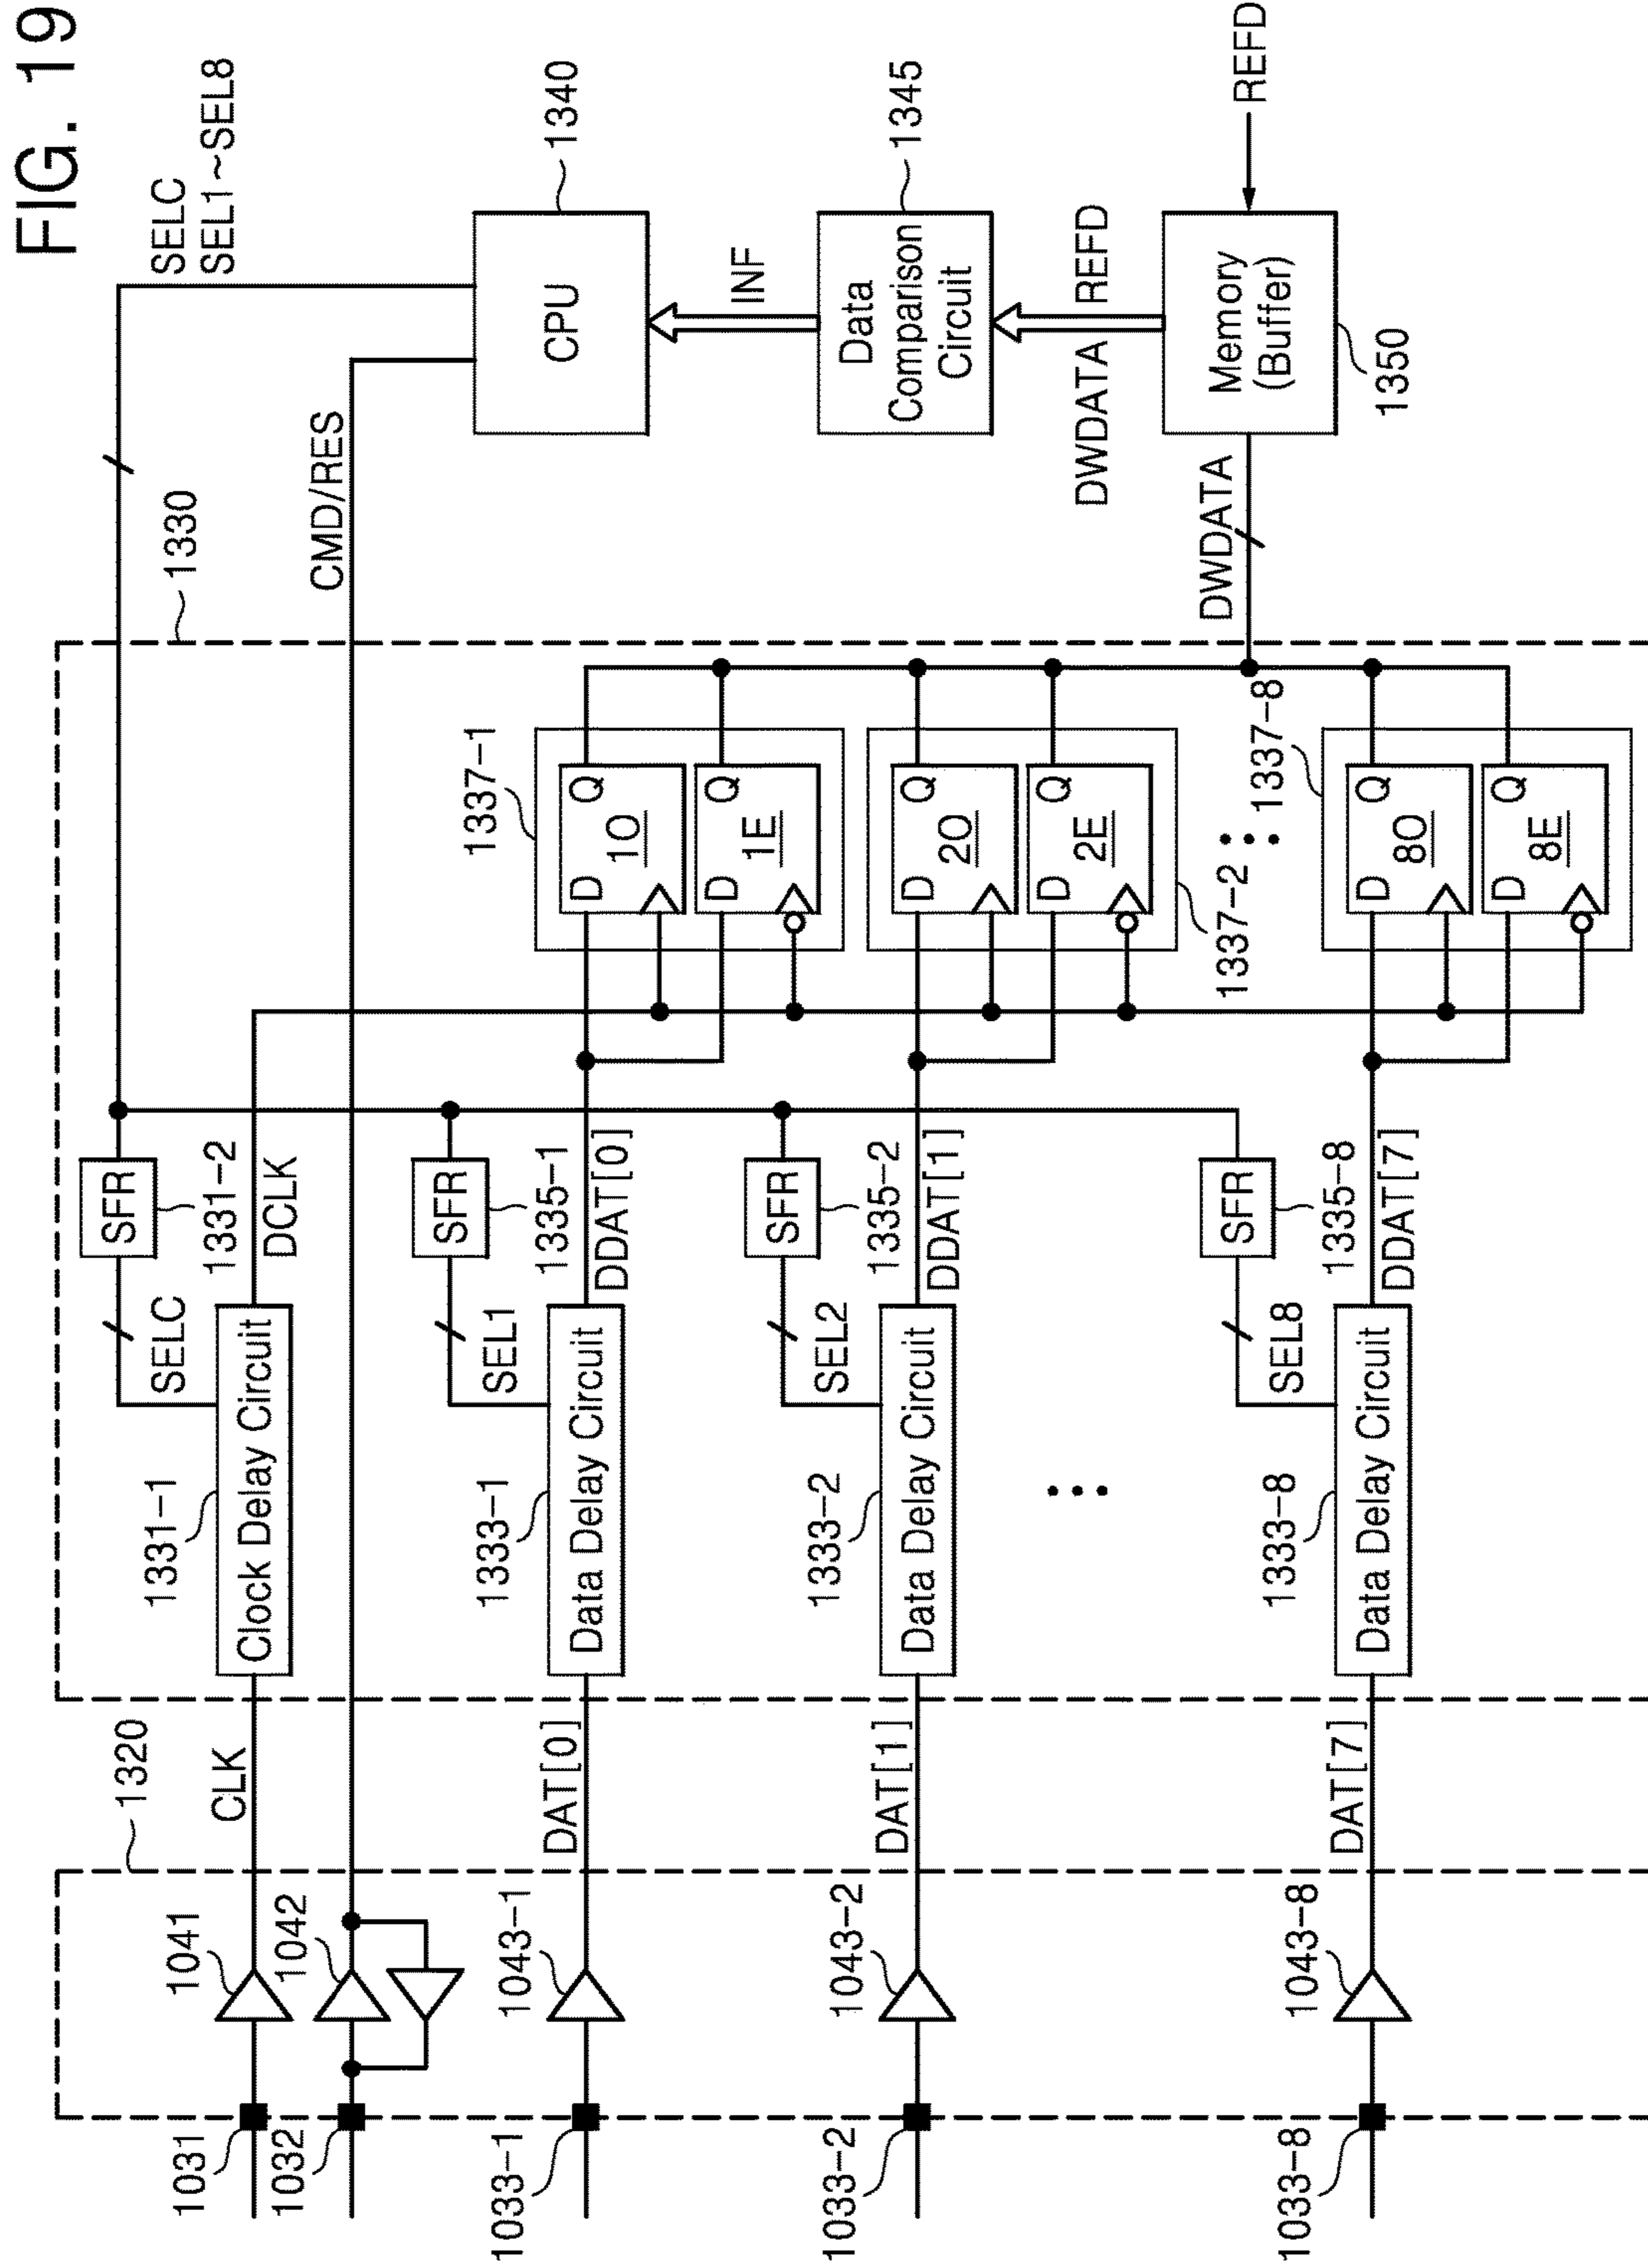 FIG. 19
SELC
SEL1~SEL8
1320
1330
CMD/RES
1340
CPU
INF
1345
Data
Comparison
Circuit
DWDATA
REFD
Memory
(Buffer)
1350
REFD
DWDATA
1031
1041
CLK
1331-1
Clock Delay Circuit
SELC
SFR
1331-2
DCLK
1032
1042
1033-1
1043-1
DAT[0]
1333-1
Data Delay Circuit
SEL1
SFR
1335-1
DDAT[0]
1337-1
D
Q
1O
D
Q
1E
1033-2
1043-2
DAT[1]
1333-2
Data Delay Circuit
SEL2
SFR
1335-2
DDAT[1]
D
Q
2O
D
Q
2E
1337-2
1033-8
1043-8
DAT[7]
1333-8
Data Delay Circuit
SEL8
SFR
1335-8
DDAT[7]
1337-8
D
Q
8O
D
Q
8E